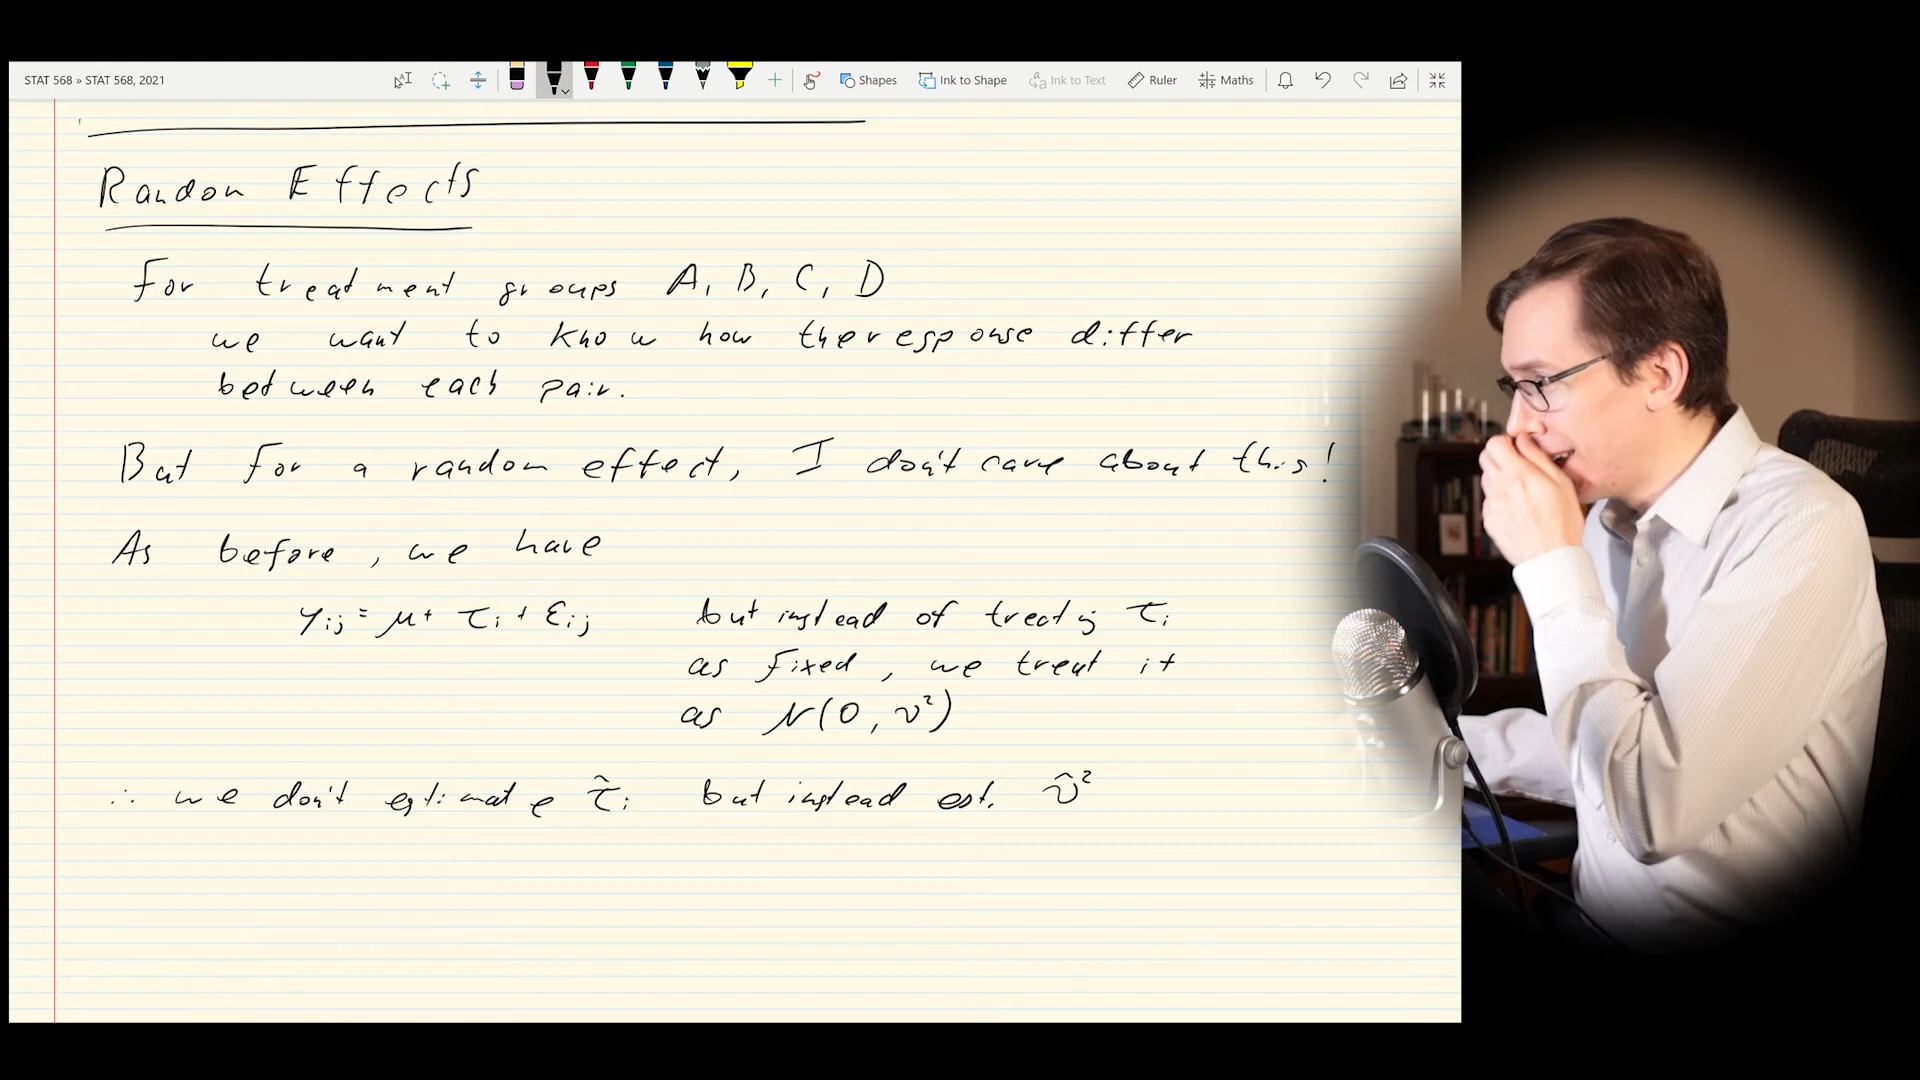 STAT 568 » STAT 568, 2021
Shapes
Ink to Shape
Ink to Text
Ruler
Maths
Random Effects
For treatment groups A, B, C, D
we want to know how the response differ
between each pair.
But for a random effect, I don't care about this!
As before, we have
yij = μ + τi + εij but instead of treating τi
as fixed, we treat it
as N(0, ν²)
∴ we don't estimate τ̂i but instead est. ν̂²